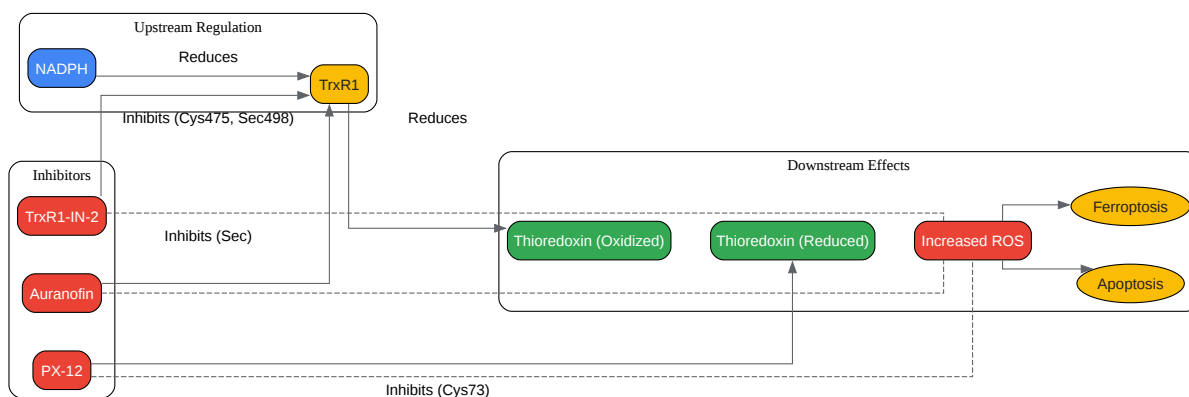 Upstream Regulation
Reduces
NADPH
TrxR1
Inhibits (Cys475, Sec498)
Reduces
Inhibitors
Downstream Effects
TrxR1-IN-2
Ferroptosis
Inhibits (Sec)
Thioredoxin (Oxidized)
Thioredoxin (Reduced)
Increased ROS
Auranofin
Apoptosis
PX-12
Inhibits (Cys73)